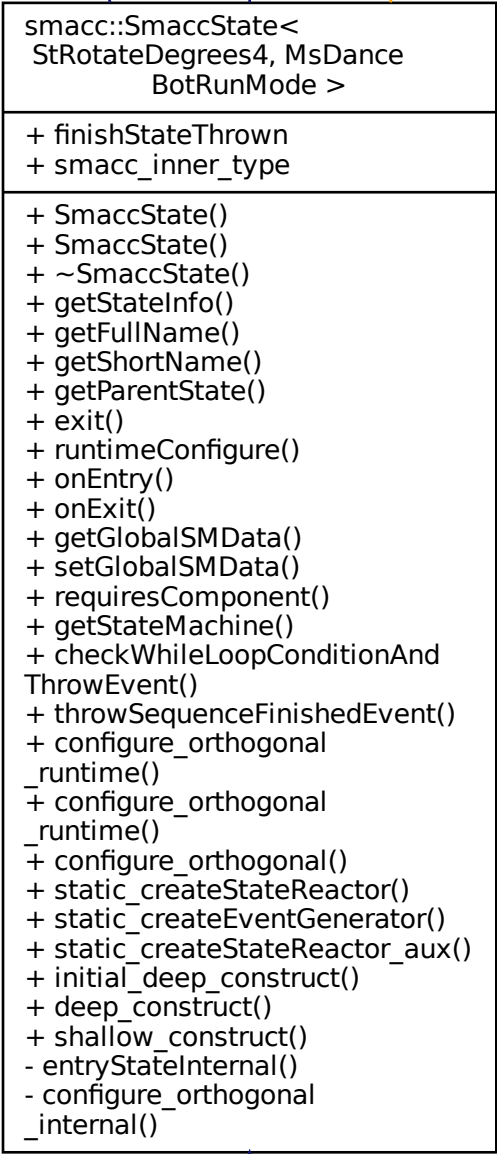 smacc::SmaccState<
StRotateDegrees4, MsDance
BotRunMode >
+ finishStateThrown
+ smacc_inner_type
+ SmaccState()
+ SmaccState()
+ ~SmaccState()
+ getStateInfo()
+ getFullName()
+ getShortName()
+ getParentState()
+ exit()
+ runtimeConfigure()
+ onEntry()
+ onExit()
+ getGlobalSMData()
+ setGlobalSMData()
+ requiresComponent()
+ getStateMachine()
+ checkWhileLoopConditionAnd
ThrowEvent()
+ throwSequenceFinishedEvent()
+ configure_orthogonal
_runtime()
+ configure_orthogonal
_runtime()
+ configure_orthogonal()
+ static_createStateReactor()
+ static_createEventGenerator()
+ static_createStateReactor_aux()
+ initial_deep_construct()
+ deep_construct()
+ shallow_construct()
- entryStateInternal()
- configure_orthogonal
_internal()